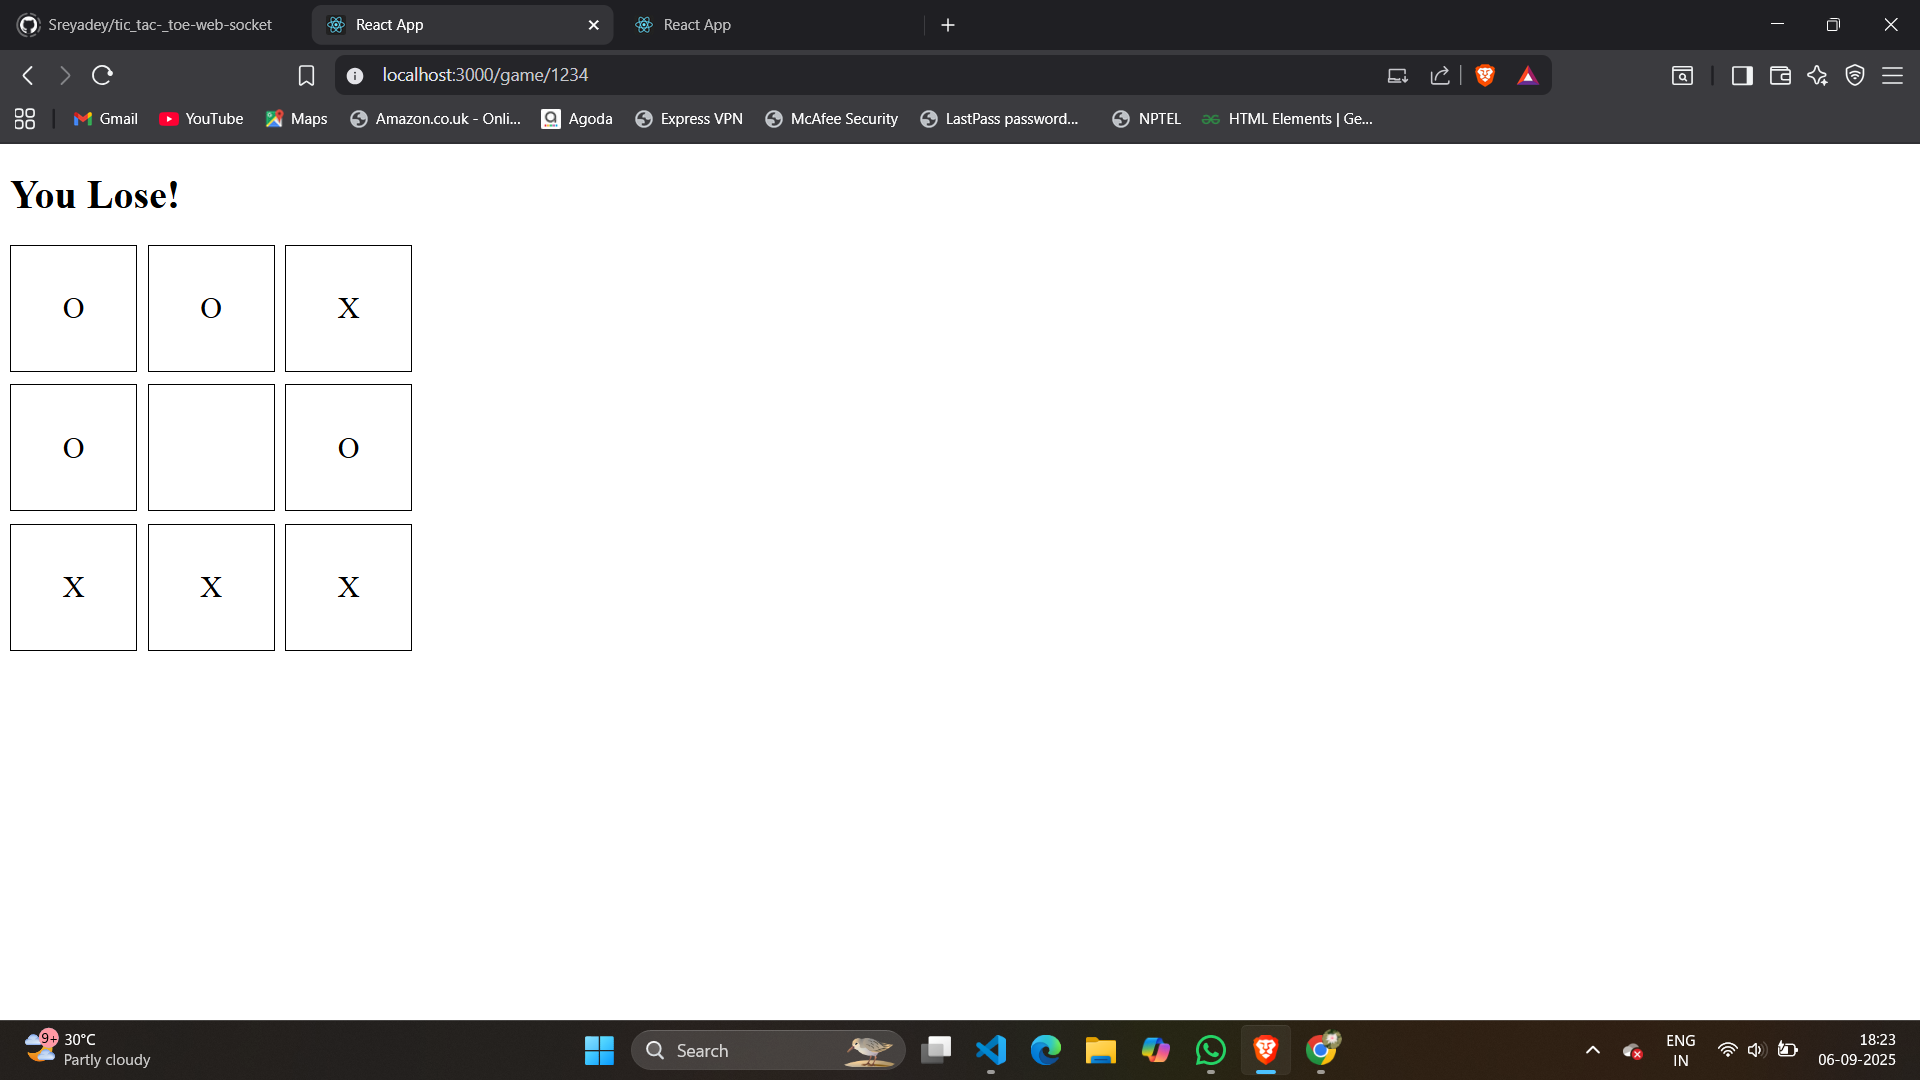 Sreyadey/tic_tac-_toe-web-socket
React App
React App
localhost:3000/game/1234
Gmail
YouTube
Maps
Amazon.co.uk - Onli...
Agoda
Express VPN
McAfee Security
LastPass password...
NPTEL
HTML Elements | Ge...
You Lose!
O O X
O O
X X X
9+
30°C
Partly cloudy
Search
ENG
IN
18:23
06-09-2025